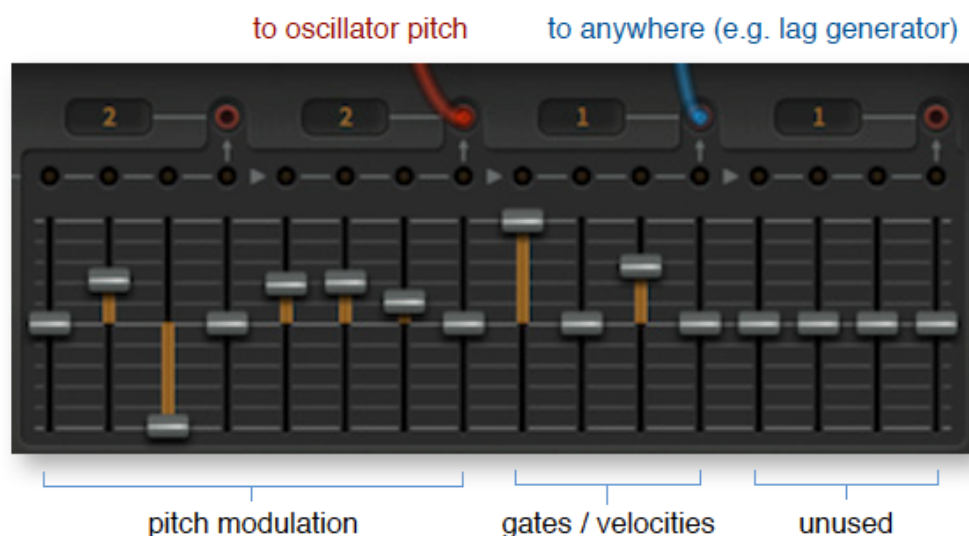 to oscillator pitch to anywhere (e.g. lag generator)
2 2 1 1
pitch modulation gates / velocities unused